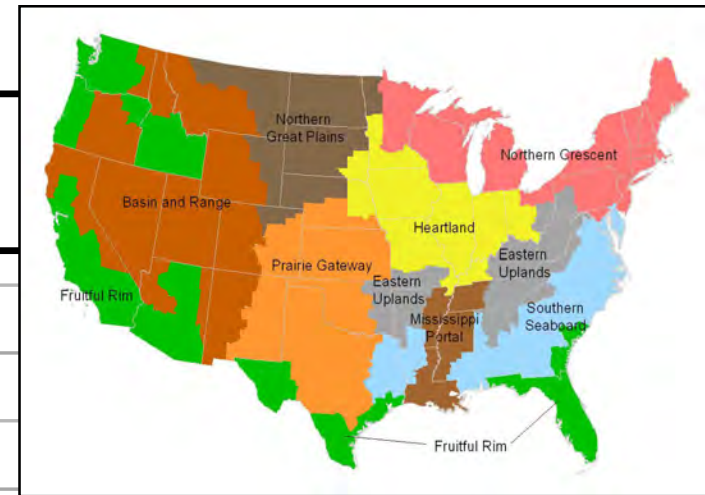 Northern
Great Plains
Northern Crescent
Basin and Range
Heartland
Prairie Gateway
Eastern
Uplands
Eastern
Uplands
Fruitful Rim
Mississippi
Portal
Southern
Seaboard
Fruitful Rim